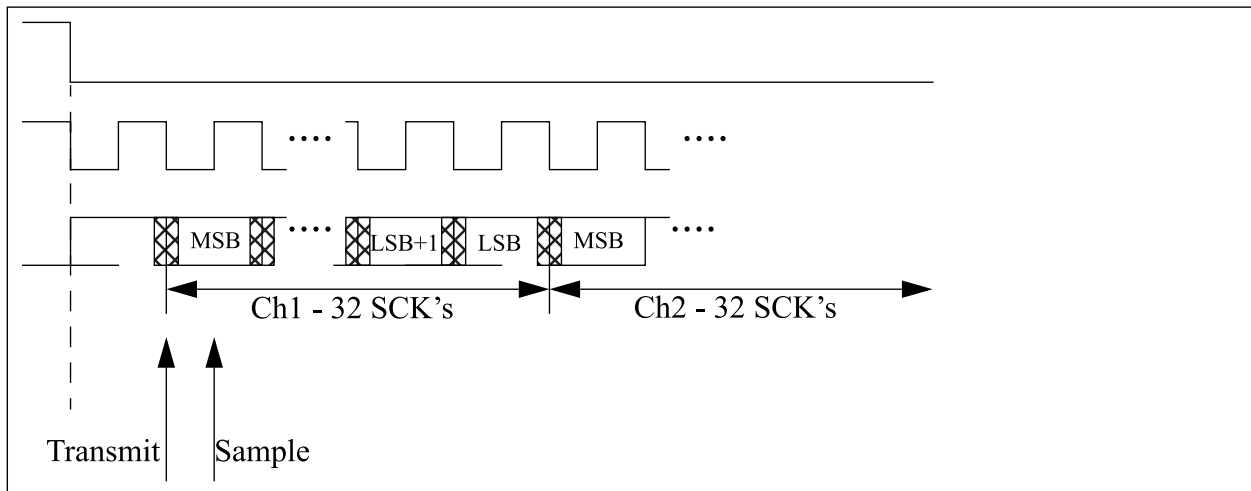 ....
....
MSB
....
LSB+1
LSB
MSB
....
Ch1 - 32 SCK’s
Ch2 - 32 SCK’s
Transmit
Sample